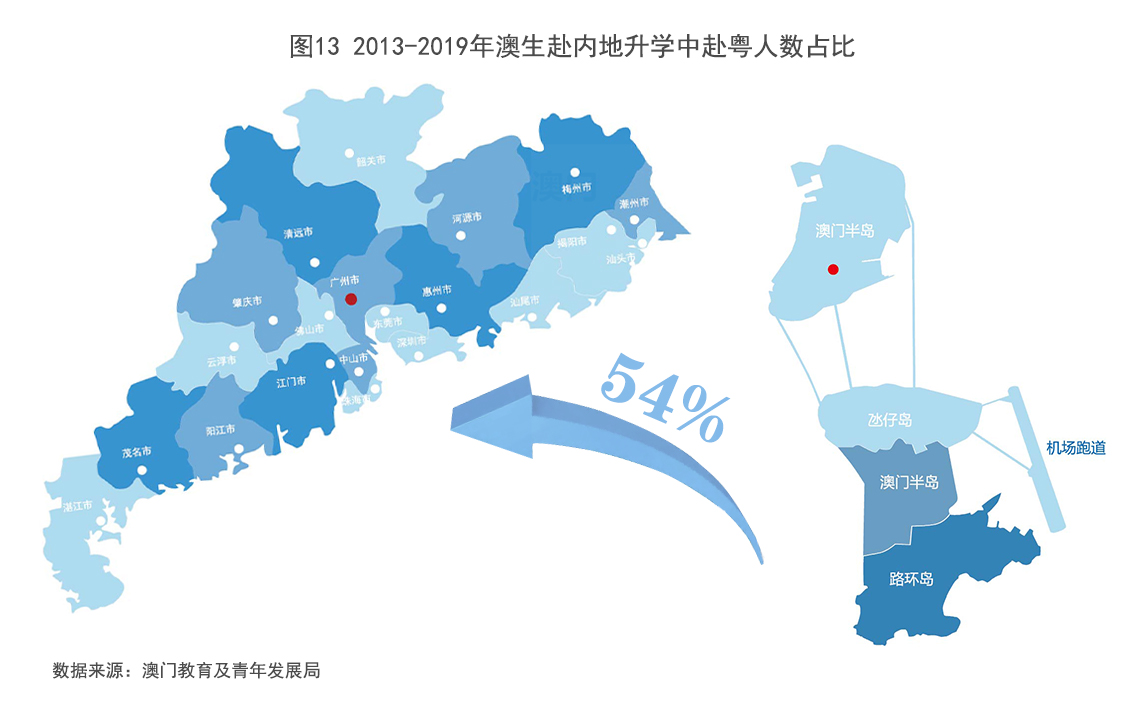 图13 2013-2019年澳生赴内地升学中赴粤人数占比
韶关市
梅州市
潮州市
河源市
清远市
揭阳市
汕头市
广州市
惠州市
肇庆市
汕尾市
佛山市
东莞市
深圳市
云浮市
中山市
江门市
珠海市
阳江市
茂名市
湛江市
54%
澳门半岛
氹仔岛
机场跑道
澳门半岛
路环岛
数据来源：澳门教育及青年发展局